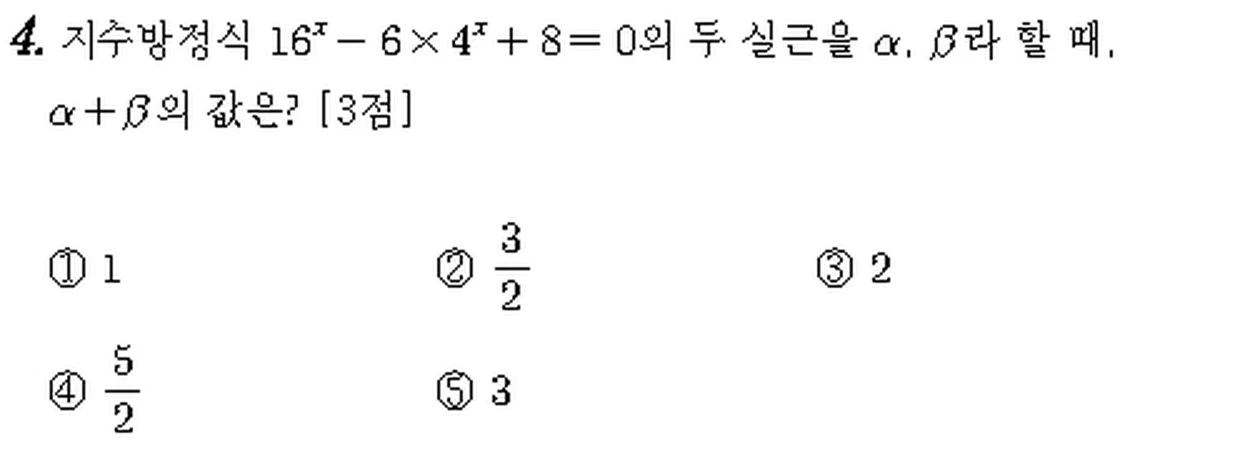 4. 지수방정식 16^x − 6 × 4^x + 8 = 0의 두 실근을 α, β라 할 때,
α+β의 값은? [3점]
① 1 ② 3/2 ③ 2
④ 5/2 ⑤ 3